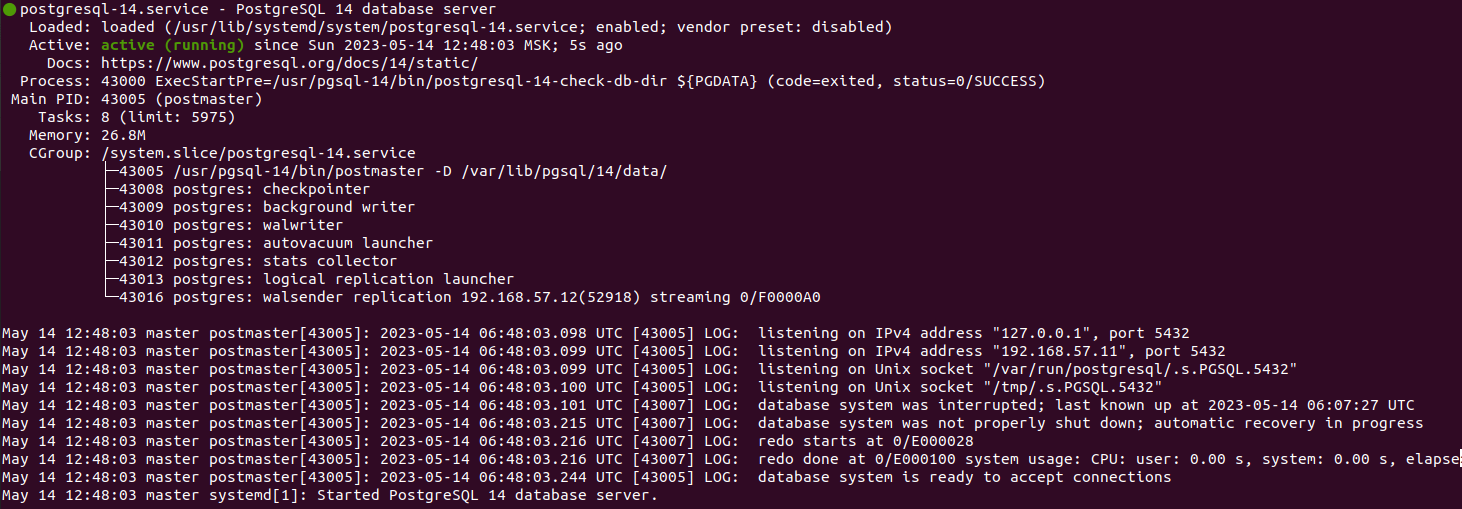 ● postgresql-14.service - PostgreSQL 14 database server
   Loaded: loaded (/usr/lib/systemd/system/postgresql-14.service; enabled; vendor preset: disabled)
   Active: active (running) since Sun 2023-05-14 12:48:03 MSK; 5s ago
     Docs: https://www.postgresql.org/docs/14/static/
  Process: 43000 ExecStartPre=/usr/pgsql-14/bin/postgresql-14-check-db-dir ${PGDATA} (code=exited, status=0/SUCCESS)
 Main PID: 43005 (postmaster)
    Tasks: 8 (limit: 5975)
   Memory: 26.8M
   CGroup: /system.slice/postgresql-14.service
           ├─43005 /usr/pgsql-14/bin/postmaster -D /var/lib/pgsql/14/data/
           ├─43008 postgres: checkpointer
           ├─43009 postgres: background writer
           ├─43010 postgres: walwriter
           ├─43011 postgres: autovacuum launcher
           ├─43012 postgres: stats collector
           ├─43013 postgres: logical replication launcher
           └─43016 postgres: walsender replication 192.168.57.12(52918) streaming 0/F0000A0

May 14 12:48:03 master postmaster[43005]: 2023-05-14 06:48:03.098 UTC [43005] LOG:  listening on IPv4 address "127.0.0.1", port 5432
May 14 12:48:03 master postmaster[43005]: 2023-05-14 06:48:03.099 UTC [43005] LOG:  listening on IPv4 address "192.168.57.11", port 5432
May 14 12:48:03 master postmaster[43005]: 2023-05-14 06:48:03.099 UTC [43005] LOG:  listening on Unix socket "/var/run/postgresql/.s.PGSQL.5432"
May 14 12:48:03 master postmaster[43005]: 2023-05-14 06:48:03.100 UTC [43005] LOG:  listening on Unix socket "/tmp/.s.PGSQL.5432"
May 14 12:48:03 master postmaster[43005]: 2023-05-14 06:48:03.101 UTC [43007] LOG:  database system was interrupted; last known up at 2023-05-14 06:07:27 UTC
May 14 12:48:03 master postmaster[43005]: 2023-05-14 06:48:03.215 UTC [43007] LOG:  database system was not properly shut down; automatic recovery in progress
May 14 12:48:03 master postmaster[43005]: 2023-05-14 06:48:03.216 UTC [43007] LOG:  redo starts at 0/E000028
May 14 12:48:03 master postmaster[43005]: 2023-05-14 06:48:03.216 UTC [43007] LOG:  redo done at 0/E000100 system usage: CPU: user: 0.00 s, system: 0.00 s, elapse
May 14 12:48:03 master postmaster[43005]: 2023-05-14 06:48:03.244 UTC [43005] LOG:  database system is ready to accept connections
May 14 12:48:03 master systemd[1]: Started PostgreSQL 14 database server.